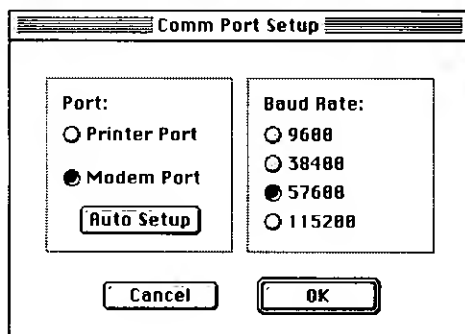 Comm Port Setup
Port:
Printer Port
Modem Port
Auto Setup
Baud Rate:
9600
38400
57600
115200
Cancel
OK